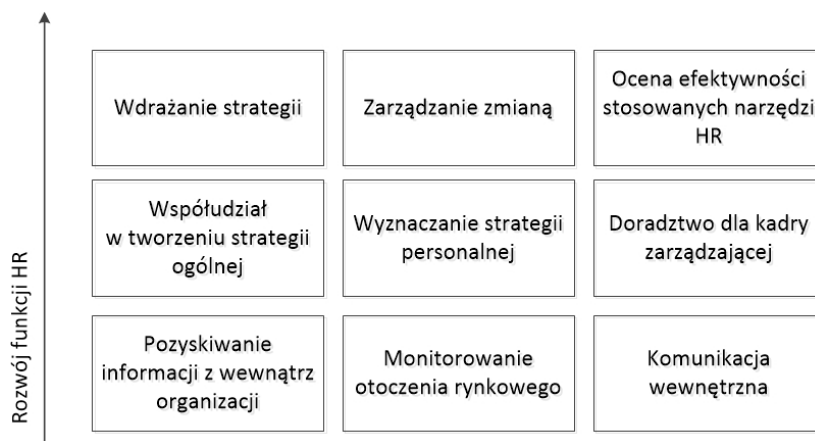 Rozwój funkcji HR
Wdrażanie strategii
Zarządzanie zmianą
Ocena efektywności
stosowanych narzędzi
HR
Współudział
w tworzeniu strategii
ogólnej
Wyznaczanie strategii
personalnej
Doradztwo dla kadry
zarządzającej
Pozyskiwanie
informacji z wewnątrz
organizacji
Monitorowanie
otoczenia rynkowego
Komunikacja
wewnętrzna